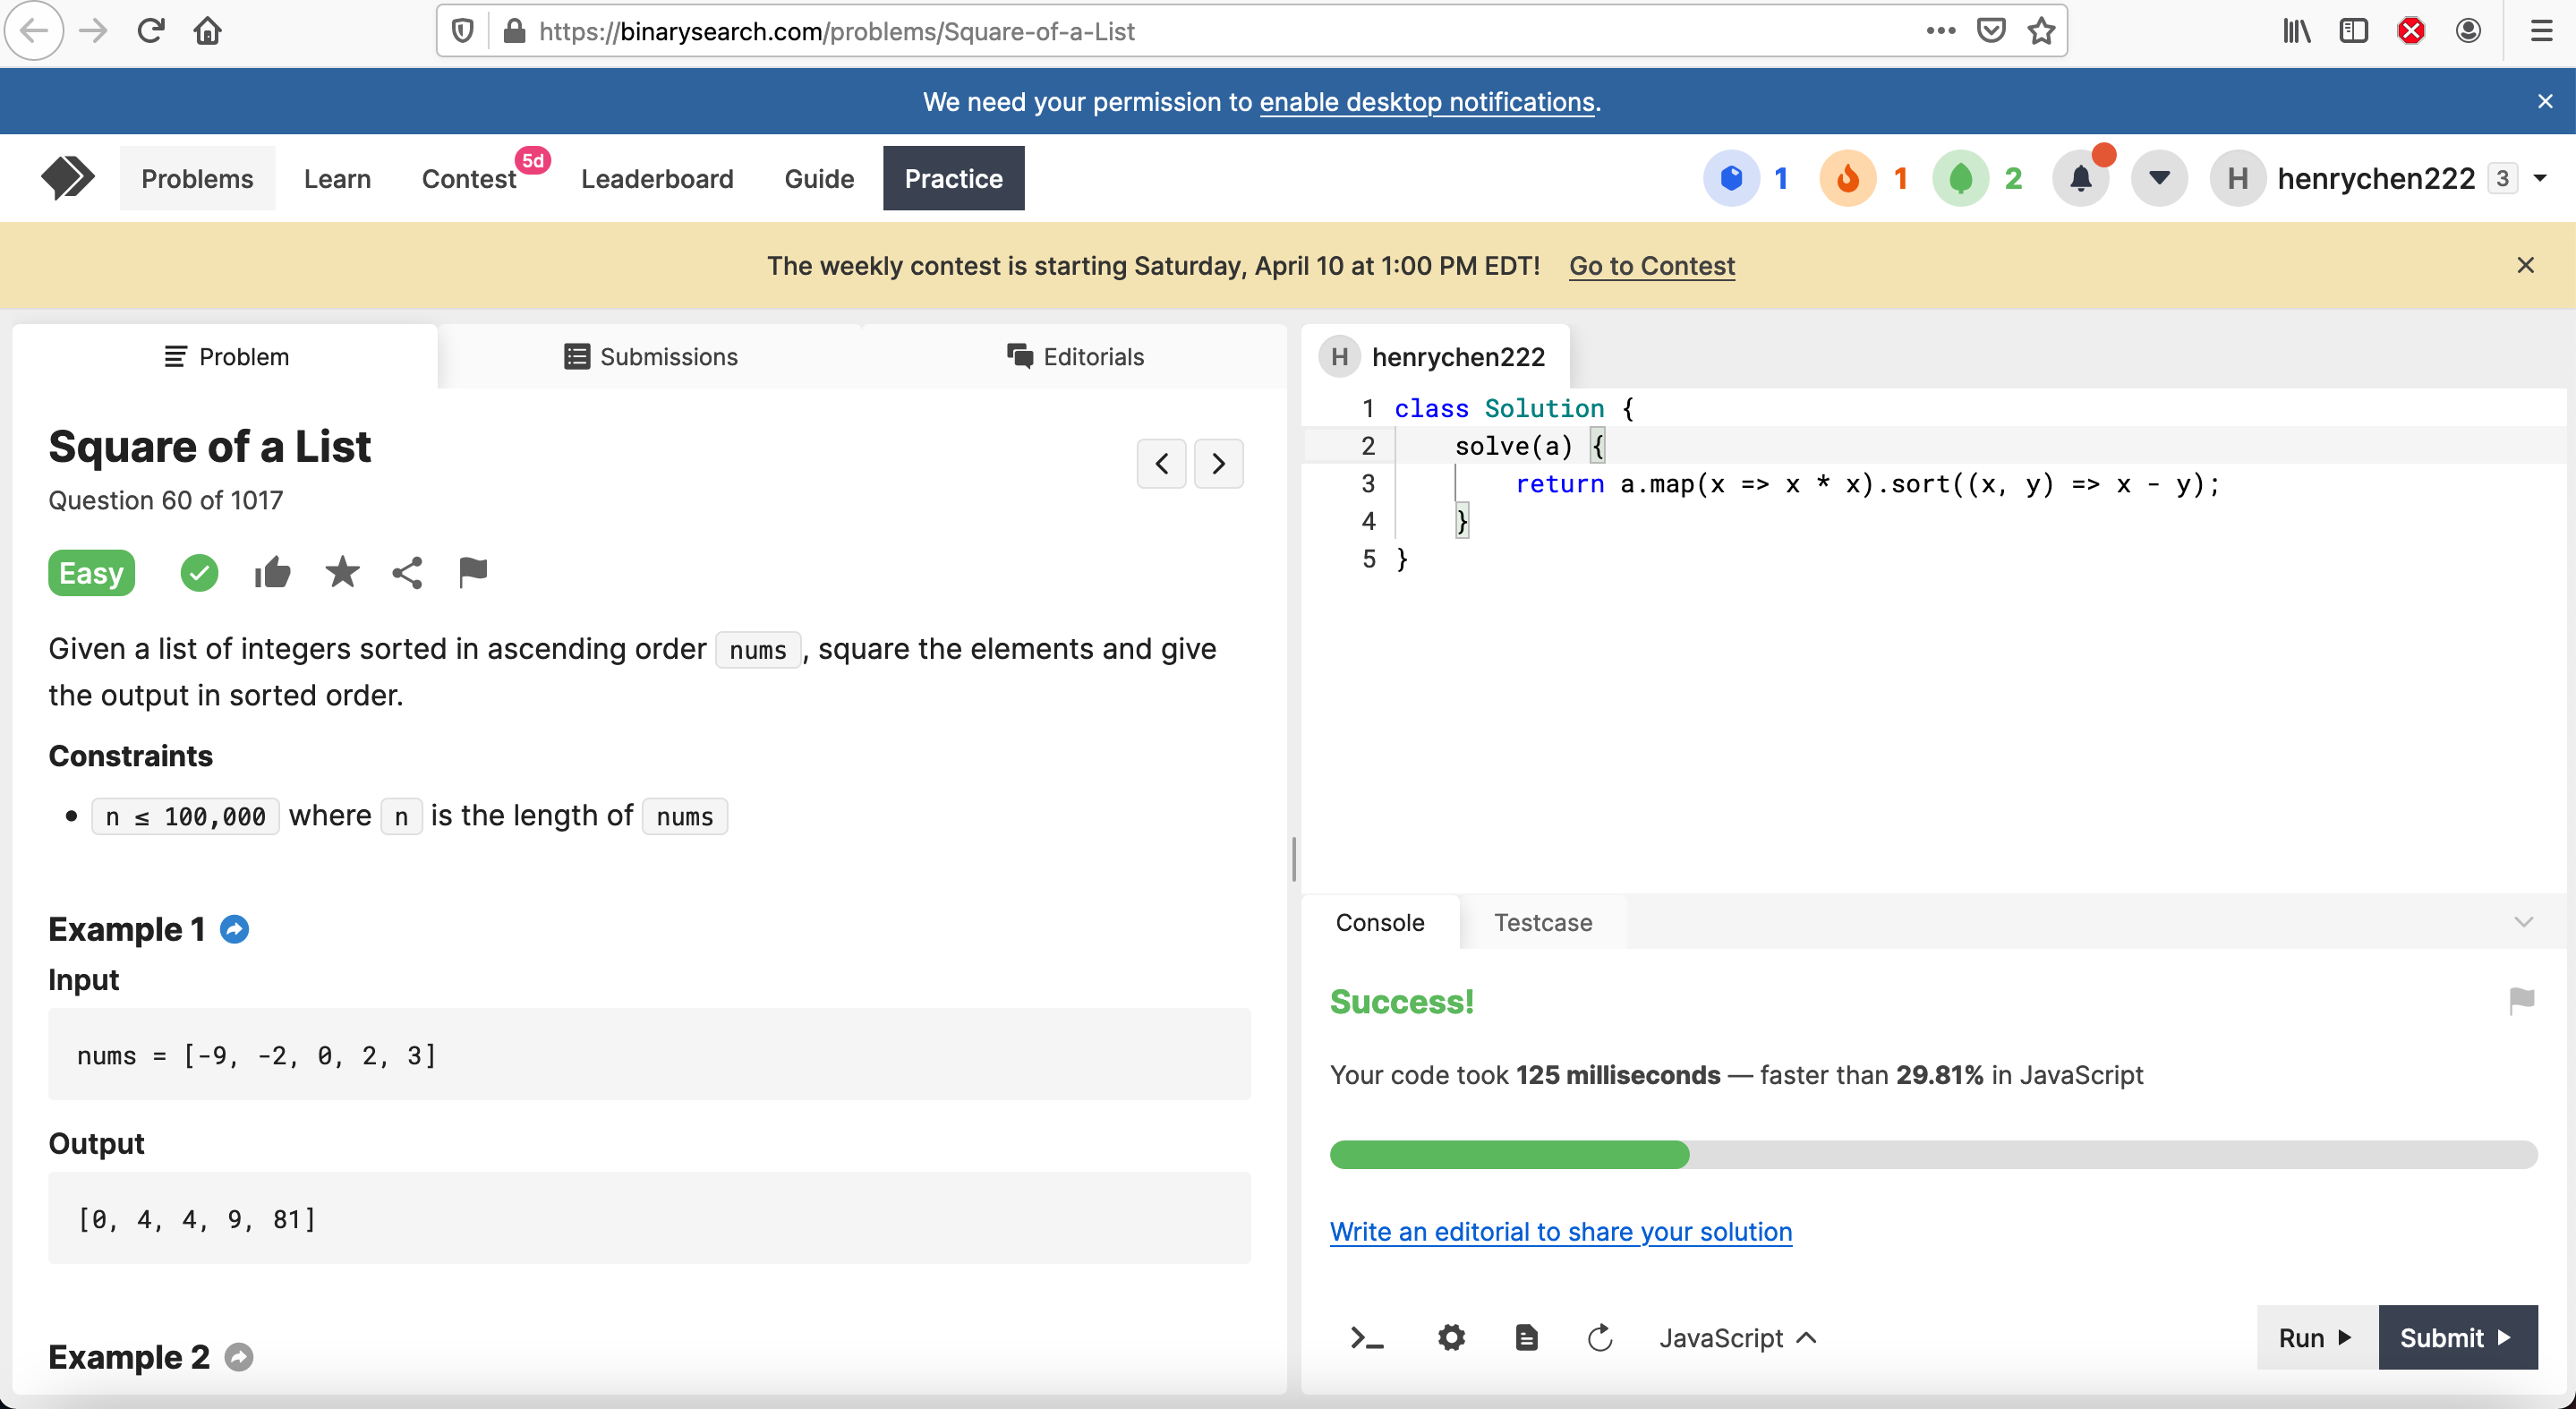 https://binarysearch.com/problems/Square-of-a-List
We need your permission to enable desktop notifications.
Problems
Learn
Contest
5d
Leaderboard
Guide
Practice
1
1
2
H
henrychen222
3
The weekly contest is starting Saturday, April 10 at 1:00 PM EDT! Go to Contest
Problem
Submissions
Editorials
Square of a List
Question 60 of 1017
Easy
Given a list of integers sorted in ascending order nums, square the elements and give
the output in sorted order.
Constraints
• n ≤ 100,000 where n is the length of nums
Example 1
Input
nums = [-9, -2, 0, 2, 3]
Output
[0, 4, 4, 9, 81]
Example 2
H henrychen222
1 class Solution {
2     solve(a) {
3         return a.map(x => x * x).sort((x, y) => x - y);
4     }
5 }
Console
Testcase
Success!
Your code took 125 milliseconds — faster than 29.81% in JavaScript
Write an editorial to share your solution
JavaScript
Run
Submit